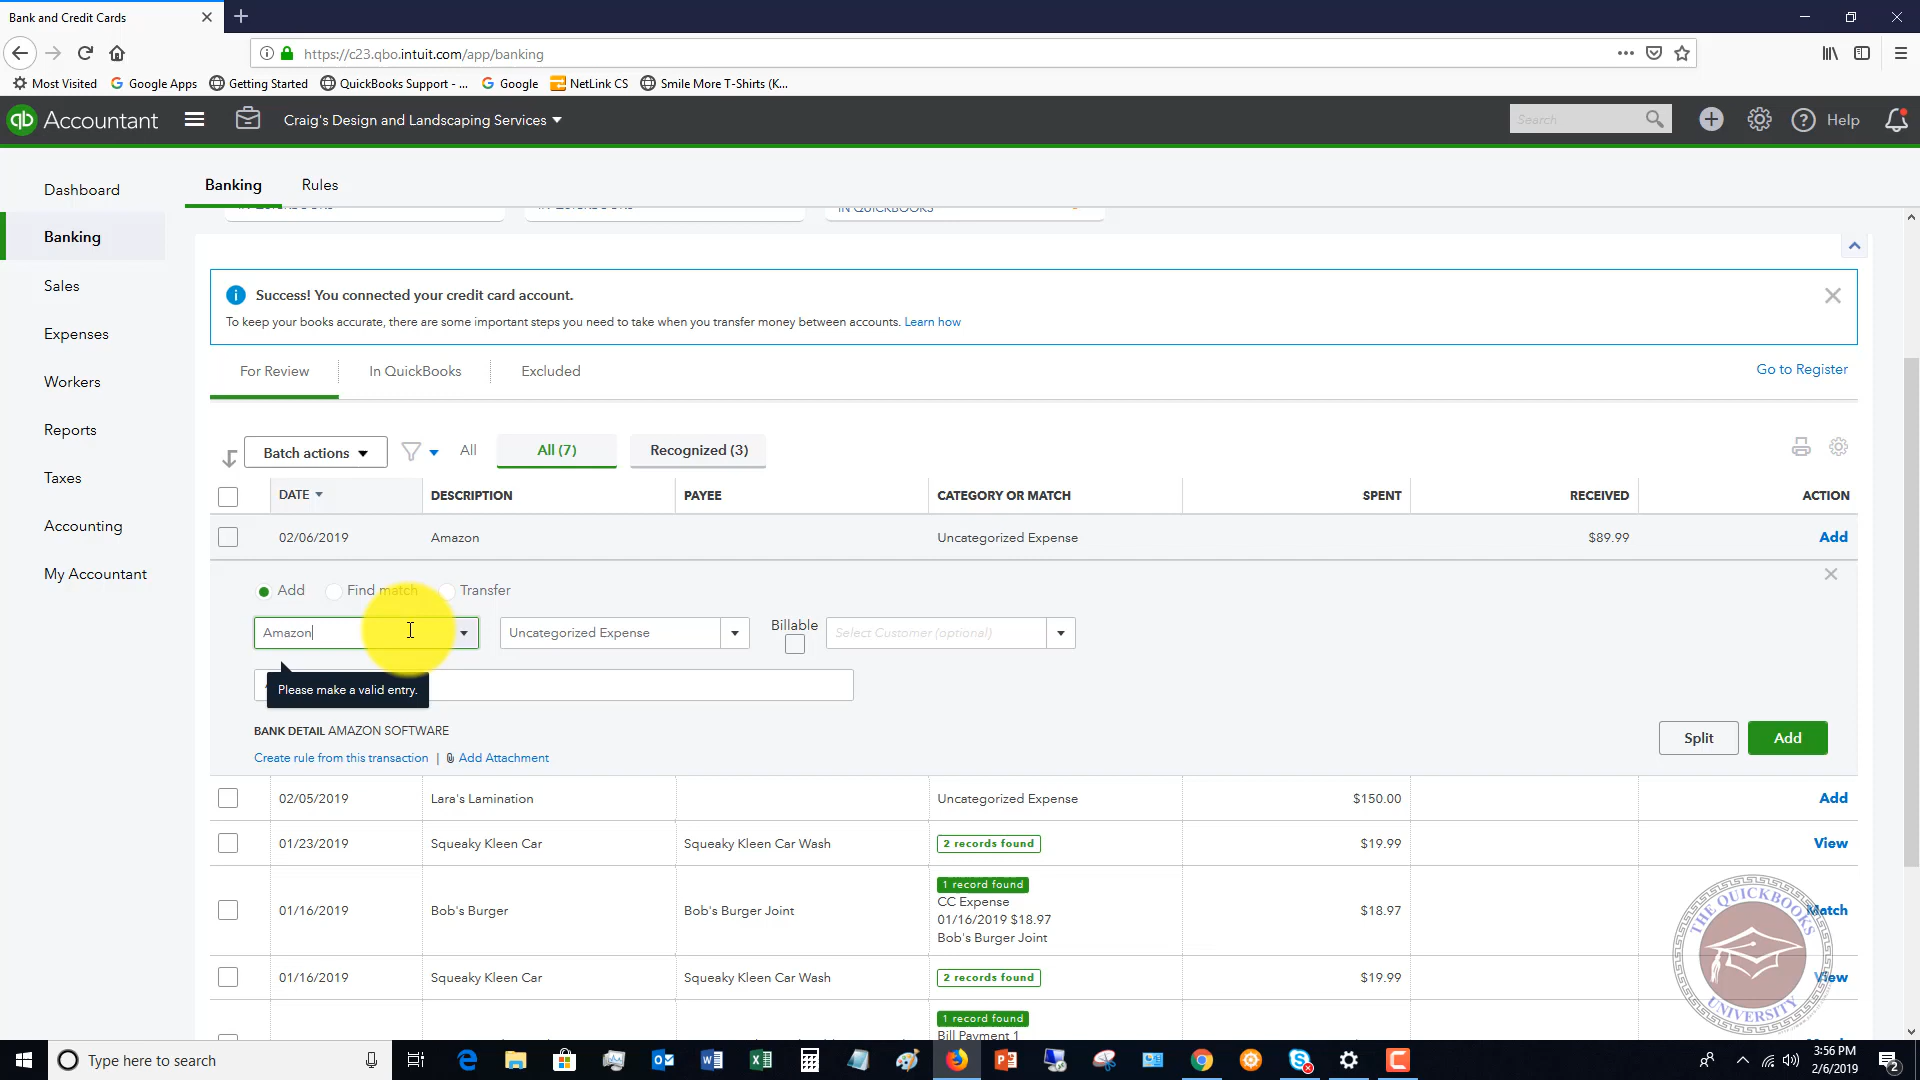 Bank and Credit Cards
https://c23.qbo.intuit.com/app/banking
Most Visited
Google Apps
Getting Started
QuickBooks Support - ...
Google
NetLink CS
Smile More T-Shirts (K...
qb Accountant
Craig's Design and Landscaping Services
Search
Help
Dashboard
Banking
Sales
Expenses
Workers
Reports
Taxes
Accounting
My Accountant
Banking
Rules
IN QUICKBOOKS
IN QUICKBOOKS
IN QUICKBOOKS
Success! You connected your credit card account.
To keep your books accurate, there are some important steps you need to take when you transfer money between accounts. Learn how
For Review
In QuickBooks
Excluded
Go to Register
Batch actions
All
All (7)
Recognized (3)
DATE DESCRIPTION PAYEE CATEGORY OR MATCH SPENT RECEIVED ACTION
02/06/2019 Amazon Uncategorized Expense $89.99 Add
Add Find match Transfer
Amazon
Uncategorized Expense
Billable
Select Customer (optional)
Please make a valid entry.
BANK DETAIL AMAZON SOFTWARE
Create rule from this transaction | Add Attachment
Split
Add
02/05/2019 Lara's Lamination Uncategorized Expense $150.00 Add
01/23/2019 Squeaky Kleen Car Squeaky Kleen Car Wash 2 records found $19.99 View
01/16/2019 Bob's Burger Bob's Burger Joint 1 record found
CC Expense
01/16/2019 $18.97
Bob's Burger Joint
$18.97 Match
01/16/2019 Squeaky Kleen Car Squeaky Kleen Car Wash 2 records found $19.99 View
1 record found
Bill Payment 1
THE QUICKBOOKS
UNIVERSITY
Type here to search
3:56 PM
2/6/2019
2